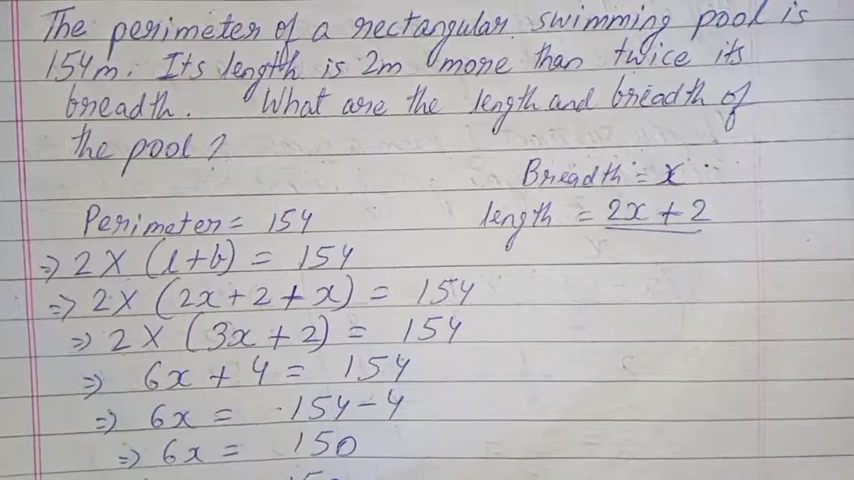 The perimeter of a rectangular swimming pool is
154m. Its length is 2m more than twice its
breadth. What are the length and breadth of
the pool?
Breadth = x
Perimeter = 154
length = 2x + 2
=> 2 X (l+b) = 154
=> 2 X (2x+2+x) = 154
=> 2 X (3x+2) = 154
=> 6x + 4 = 154
=> 6x = 154-4
=> 6x = 150